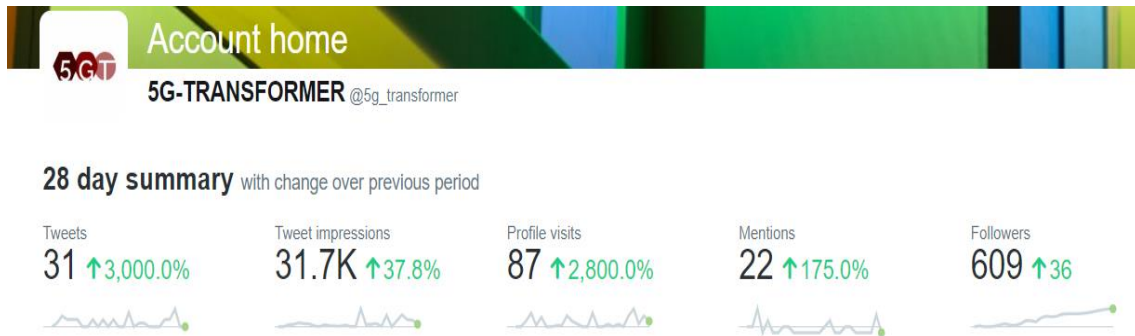 Account home
5GT
5G-TRANSFORMER @5g_transformer
28 day summary with change over previous period
Tweets
31 ↑3,000.0%
Tweet impressions
31.7K ↑37.8%
Profile visits
87 ↑2,800.0%
Mentions
22 ↑175.0%
Followers
609 ↑36